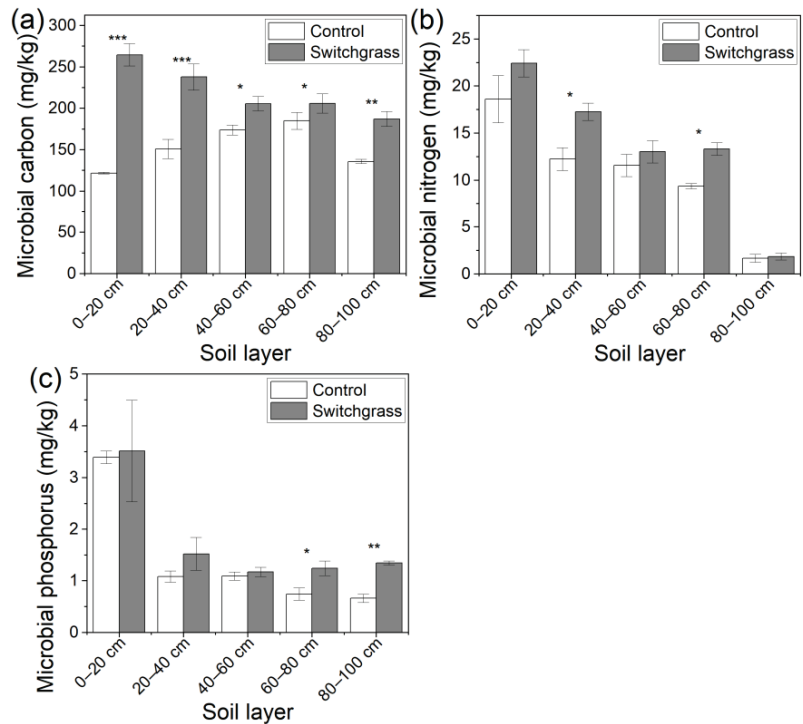 (a)
Control
Switchgrass
Microbial carbon (mg/kg)
300
250
200
150
100
50
0
***
***
*
*
**
0–20 cm
20–40 cm
40–60 cm
60–80 cm
80–100 cm
Soil layer
(b)
Control
Switchgrass
Microbial nitrogen (mg/kg)
25
20
15
10
5
0
*
*
0–20 cm
20–40 cm
40–60 cm
60–80 cm
80–100 cm
Soil layer
(c)
Control
Switchgrass
Microbial phosphorus (mg/kg)
5
4
3
2
1
0
*
**
0–20 cm
20–40 cm
40–60 cm
60–80 cm
80–100 cm
Soil layer